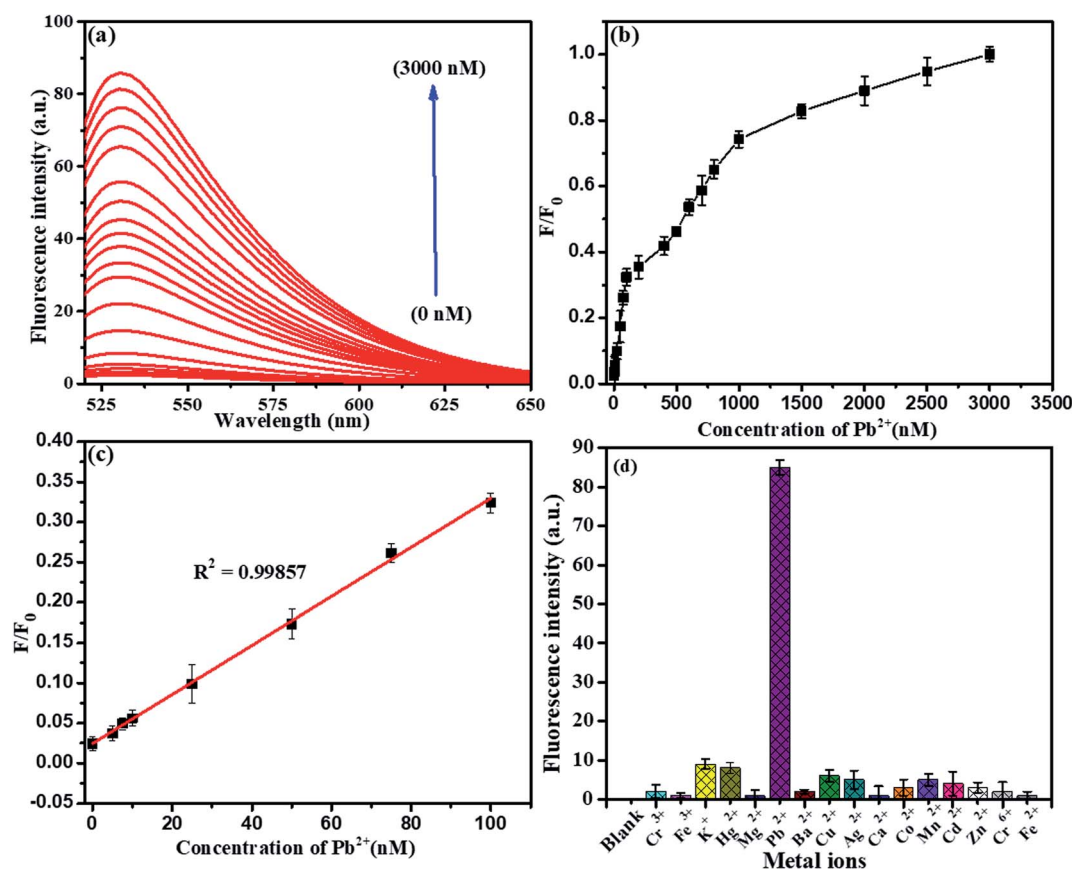 (a)
(3000 nM)
(0 nM)
Fluorescence intensity (a.u.)
100
80
60
40
20
0
525 550 575 600 625 650
Wavelength (nm)
(b)
F/F0
1.0
0.8
0.6
0.4
0.2
0.0
0 500 1000 1500 2000 2500 3000 3500
Concentration of Pb2+(nM)
(c)
R2 = 0.99857
F/F0
0.40
0.35
0.30
0.25
0.20
0.15
0.10
0.05
0.00
-0.05
0 20 40 60 80 100
Concentration of Pb2+(nM)
(d)
Fluorescence intensity (a.u.)
90
80
70
60
50
40
30
20
10
0
Blank Cr3+ Fe3+ K+ Hg2+ Mg2+ Pb2+ Ba2+ Cu2+ Ag2+ Ca2+ Co2+ Mn2+ Cd2+ Zn2+ Cr6+ Fe2+
Metal ions